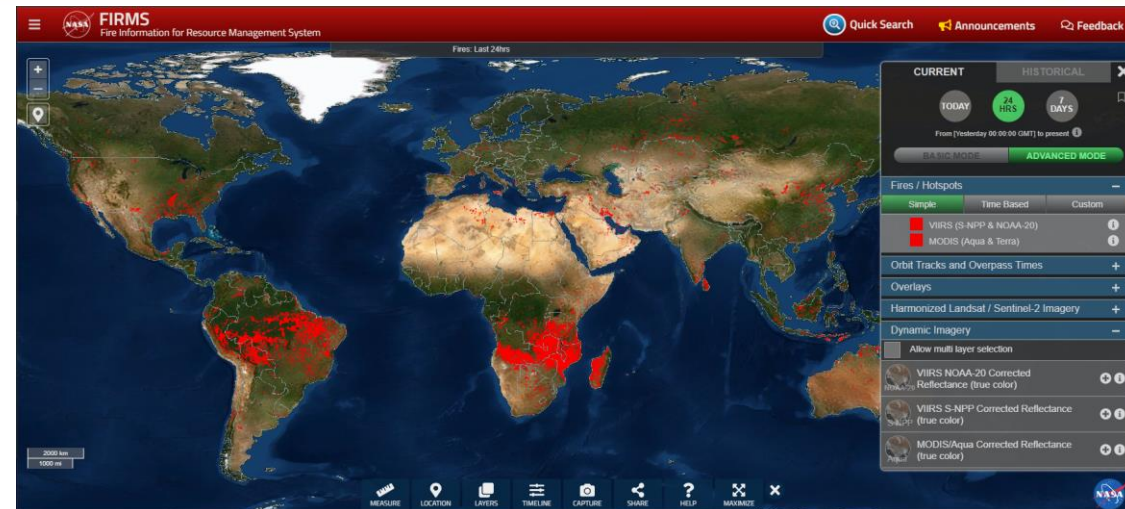 NASA
FIRMS
Fire Information for Resource Management System
Quick Search
Announcements
Feedback
Fires: Last 24hrs
+
−
CURRENT
HISTORICAL
X
TODAY
24 HRS
7 DAYS
From [Yesterday 00:00:00 GMT] to present
BASIC MODE
ADVANCED MODE
Fires / Hotspots
Simple
Time Based
Custom
VIIRS (S-NPP & NOAA-20)
MODIS (Aqua & Terra)
Orbit Tracks and Overpass Times
Overlays
Harmonized Landsat / Sentinel-2 Imagery
Dynamic Imagery
Allow multi layer selection
NOAA-20
VIIRS NOAA-20 Corrected
Reflectance (true color)
S-NPP
VIIRS S-NPP Corrected Reflectance
(true color)
Aqua
MODIS/Aqua Corrected Reflectance
(true color)
2000 km
1000 mi
MEASURE
LOCATION
LAYERS
TIMELINE
CAPTURE
SHARE
HELP
MAXIMIZE
NASA